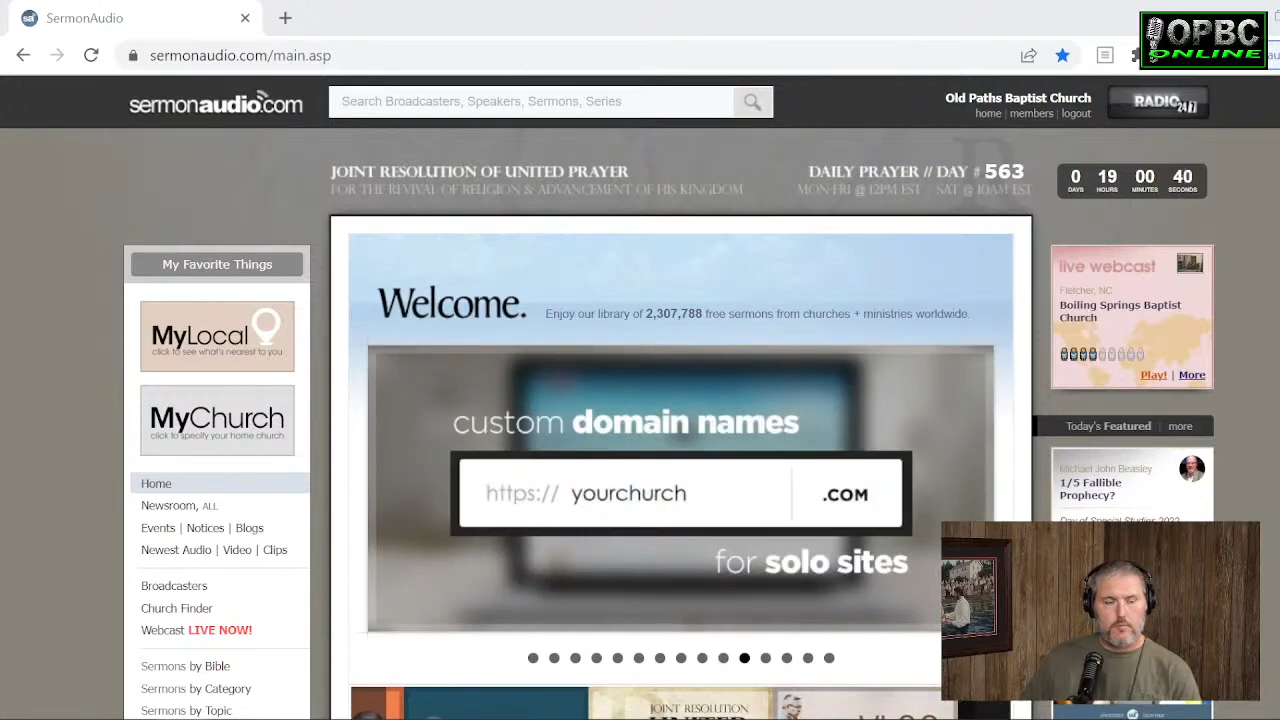 SermonAudio
OPBC
ONLINE
sermonaudio.com/main.asp
sermonaudio.com
Search Broadcasters, Speakers, Sermons, Series
Old Paths Baptist Church
home | members | logout
RADIO 24/7
JOINT RESOLUTION OF UNITED PRAYER
FOR THE REVIVAL OF RELIGION & ADVANCEMENT OF HIS KINGDOM
DAILY PRAYER // DAY # 563
MON-FRI @ 12PM EST - SAT @ 10AM EST
0 19 00 40
DAYS HOURS MINUTES SECONDS
My Favorite Things
MyLocal
click to see what's nearest to you
MyChurch
click to specify your home church
Home
Newsroom, ALL
Events | Notices | Blogs
Newest Audio | Video | Clips
Broadcasters
Church Finder
Webcast LIVE NOW!
Sermons by Bible
Sermons by Category
Sermons by Topic
Welcome.
Enjoy our library of 2,307,788 free sermons from churches + ministries worldwide.
custom domain names
https:// yourchurch .COM
for solo sites
JOINT RESOLUTION
live webcast
Fletcher, NC
Boiling Springs Baptist
Church
Play! | More
Today's Featured | more
Michael John Beasley
1/5 Fallible
Prophecy?
Day of Special Studies 2023